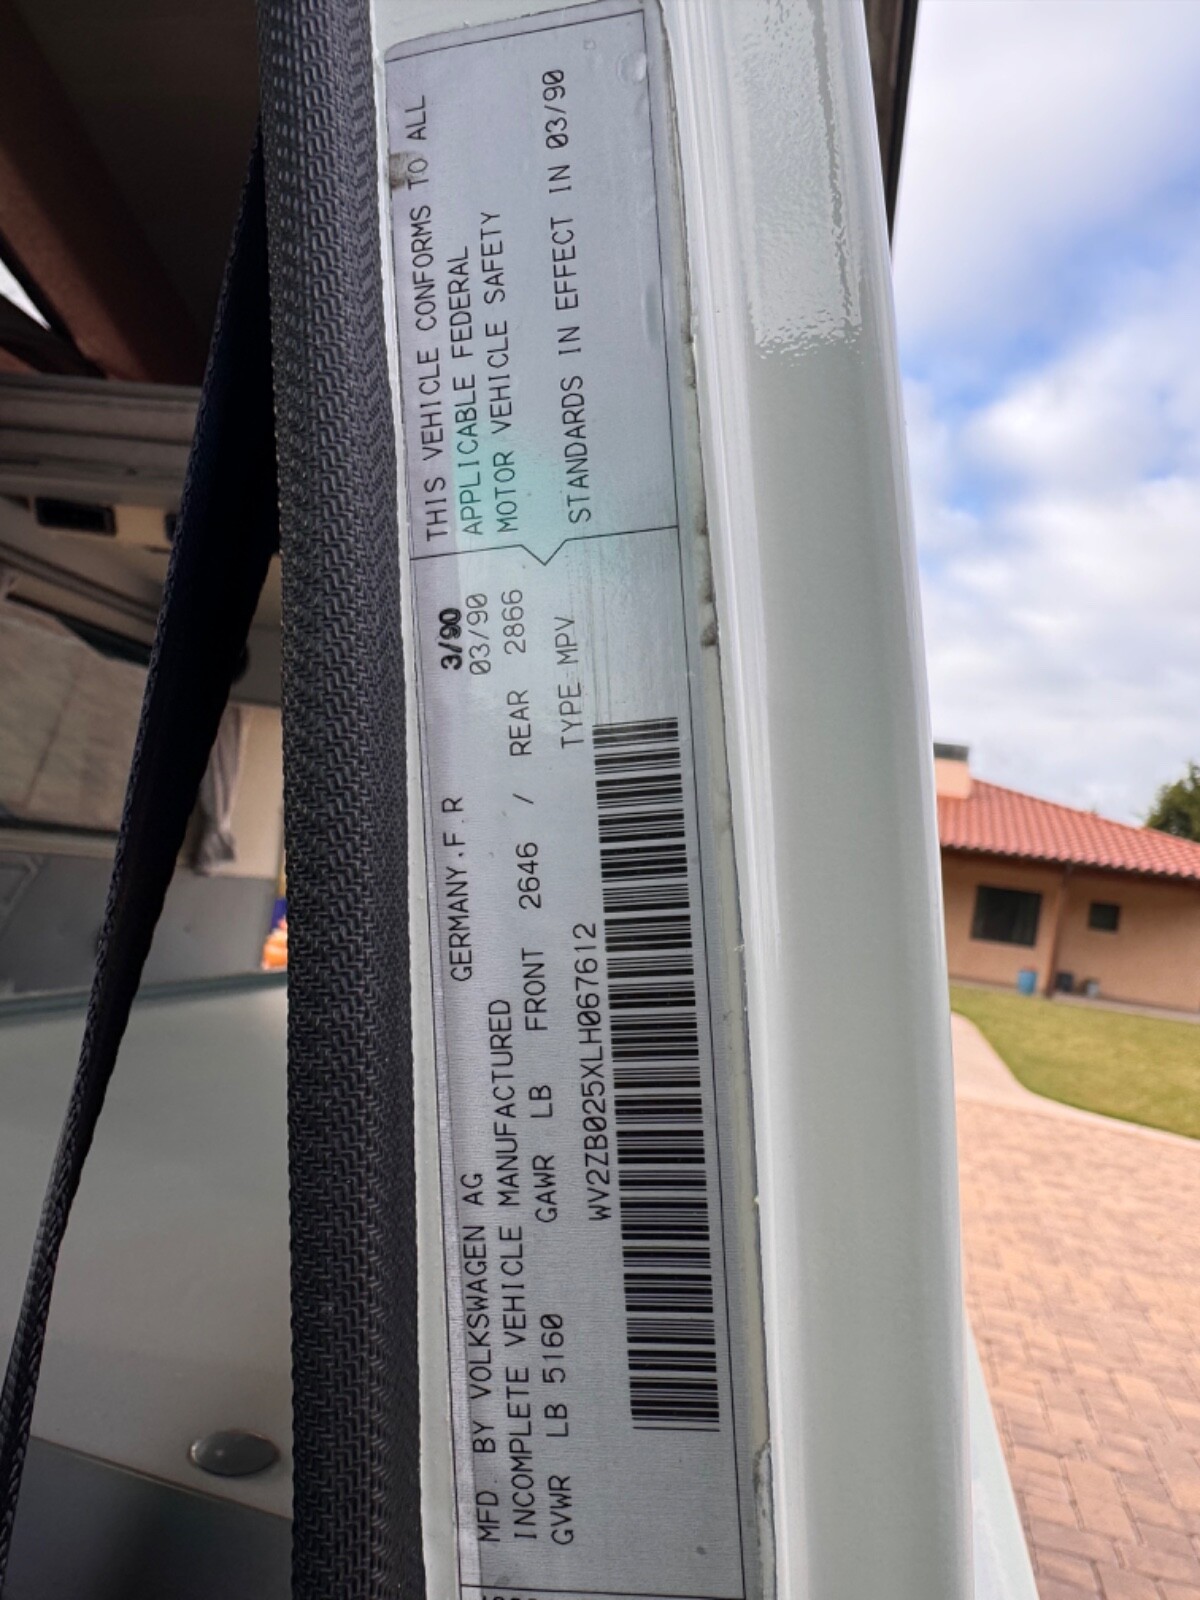 MFD. BY VOLKSWAGEN AG GERMANY.F.R 3/90
INCOMPLETE VEHICLE MANUFACTURED 03/90
GVWR LB 5160 GAWR LB FRONT 2646 / REAR 2866
WV2ZB025XLH067612 TYPE MPV
THIS VEHICLE CONFORMS TO ALL
APPLICABLE FEDERAL
MOTOR VEHICLE SAFETY
STANDARDS IN EFFECT IN 03/90